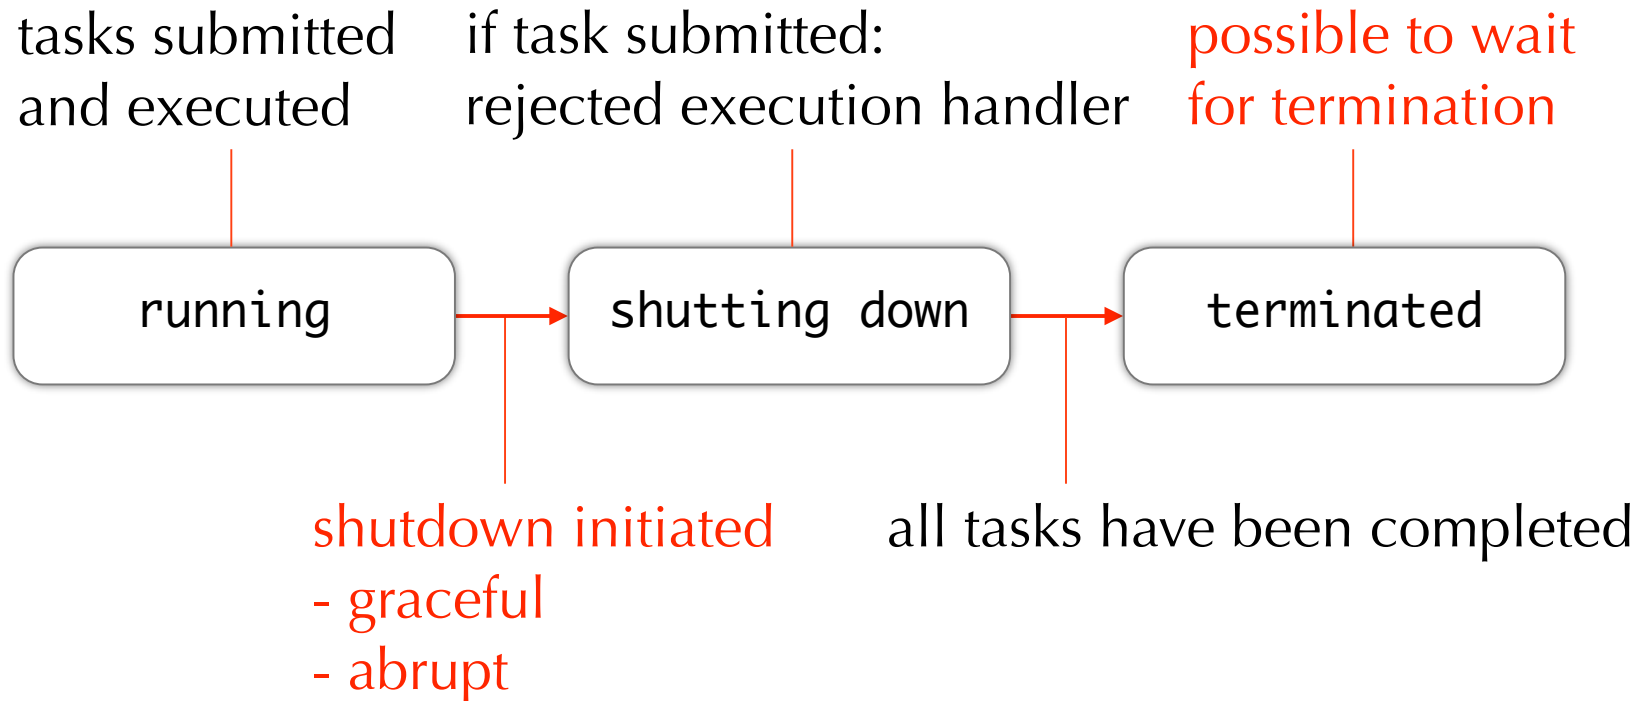 tasks submitted
and executed
if task submitted:
rejected execution handler
possible to wait
for termination
running
shutting down
terminated
shutdown initiated
- graceful
- abrupt
all tasks have been completed